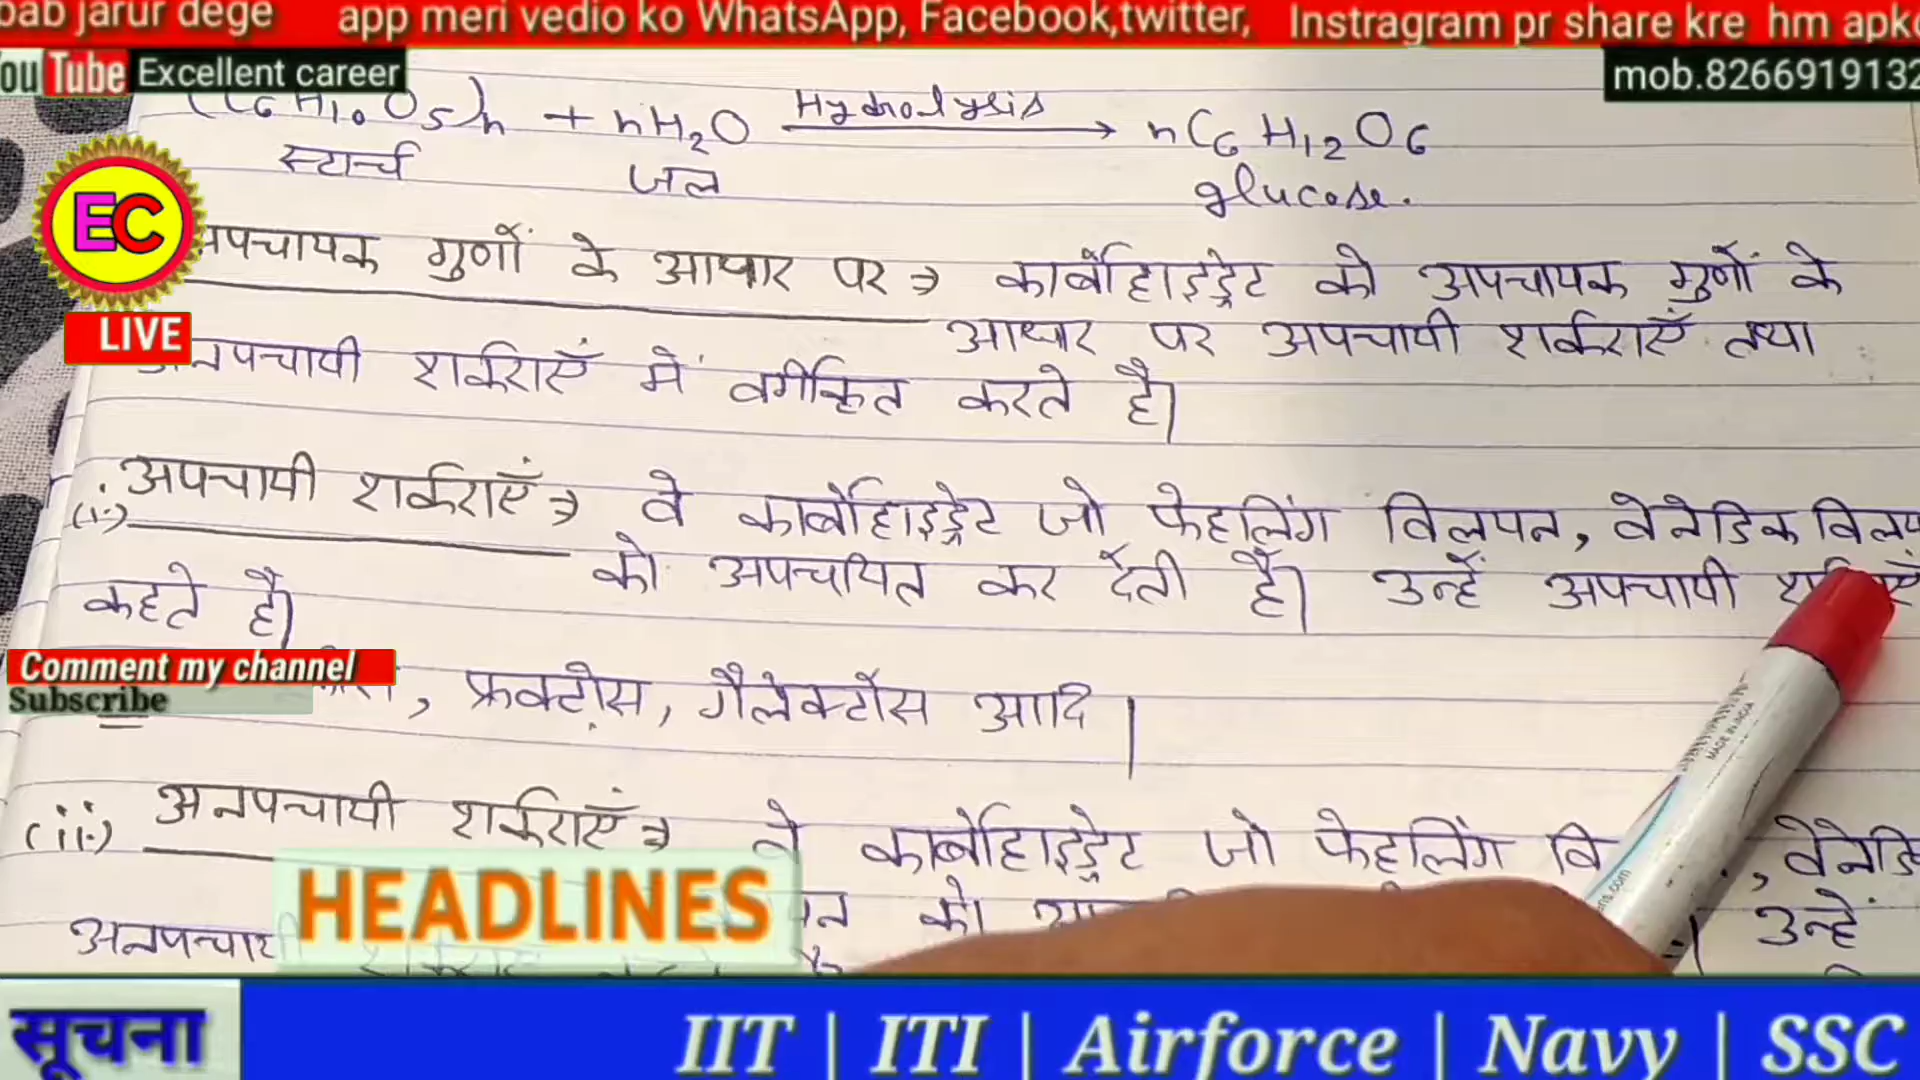 bab jarur dege app meri vedio ko WhatsApp, Facebook,twitter, Instragram pr share kre hm apko
You Tube Excellent career
mob.8266919132
(C6H10O5)n + nH2O Hydrolysis → nC6H12O6
स्टार्च जल glucose.
EC
अपचायक गुणों के आधार पर ⇒ कार्बोहाइड्रेट को अपचायक गुणों के
LIVE
आधार पर अपचायी शर्कराएँ तथा
अनपचायी शर्कराएँ में वर्गीकृत करते है।
(i.) अपचायी शर्कराएँ ⇒ वे कार्बोहाइड्रेट जो फेहलिंग विलयन, वेनेडिक विलय
को अपचयित कर देती है। उन्हें अपचायी
कहते है।
Comment my channel
Subscribe
, फ्रक्टोस, गैलेक्टोस आदि।
(ii.) अनपचायी शर्कराएँ ⇒ वे कार्बोहाइड्रेट जो फेहलिंग वि , वेनेडि
HEADLINES
को उन्हें
अनपचायी
सूचना
IIT | ITI | Airforce | Navy | SSC